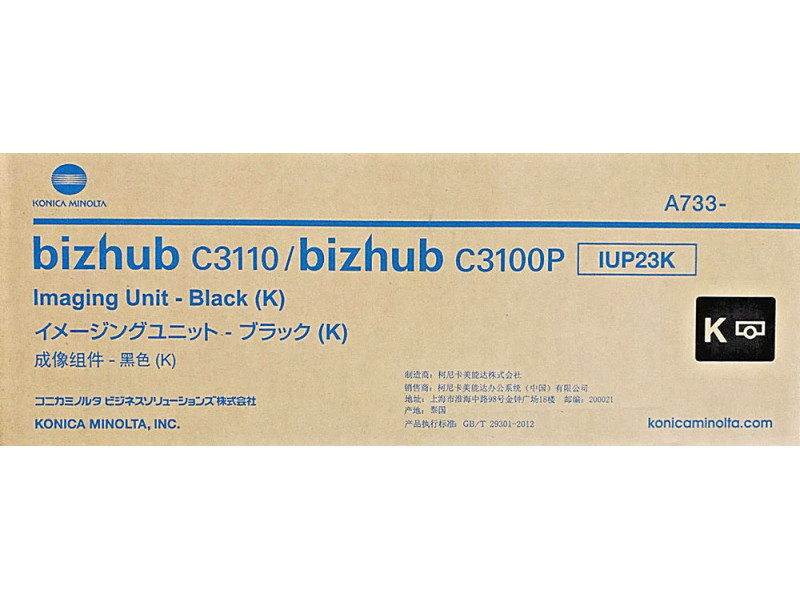 KONICA MINOLTA
A733-
bizhub C3110 / bizhub C3100P IUP23K
Imaging Unit - Black (K)
イメージングユニット - ブラック (K)
成像组件 - 黑色 (K)
K
制造商: 柯尼卡美能达株式会社
销售商: 柯尼卡美能达办公系统（中国）有限公司
地址: 上海市淮海中路98号金钟广场18楼 邮编: 200021
产地: 泰国
产品执行标准: GB/T 29301-2012
コニカミノルタ ビジネスソリューションズ株式会社
KONICA MINOLTA, INC.
konicaminolta.com